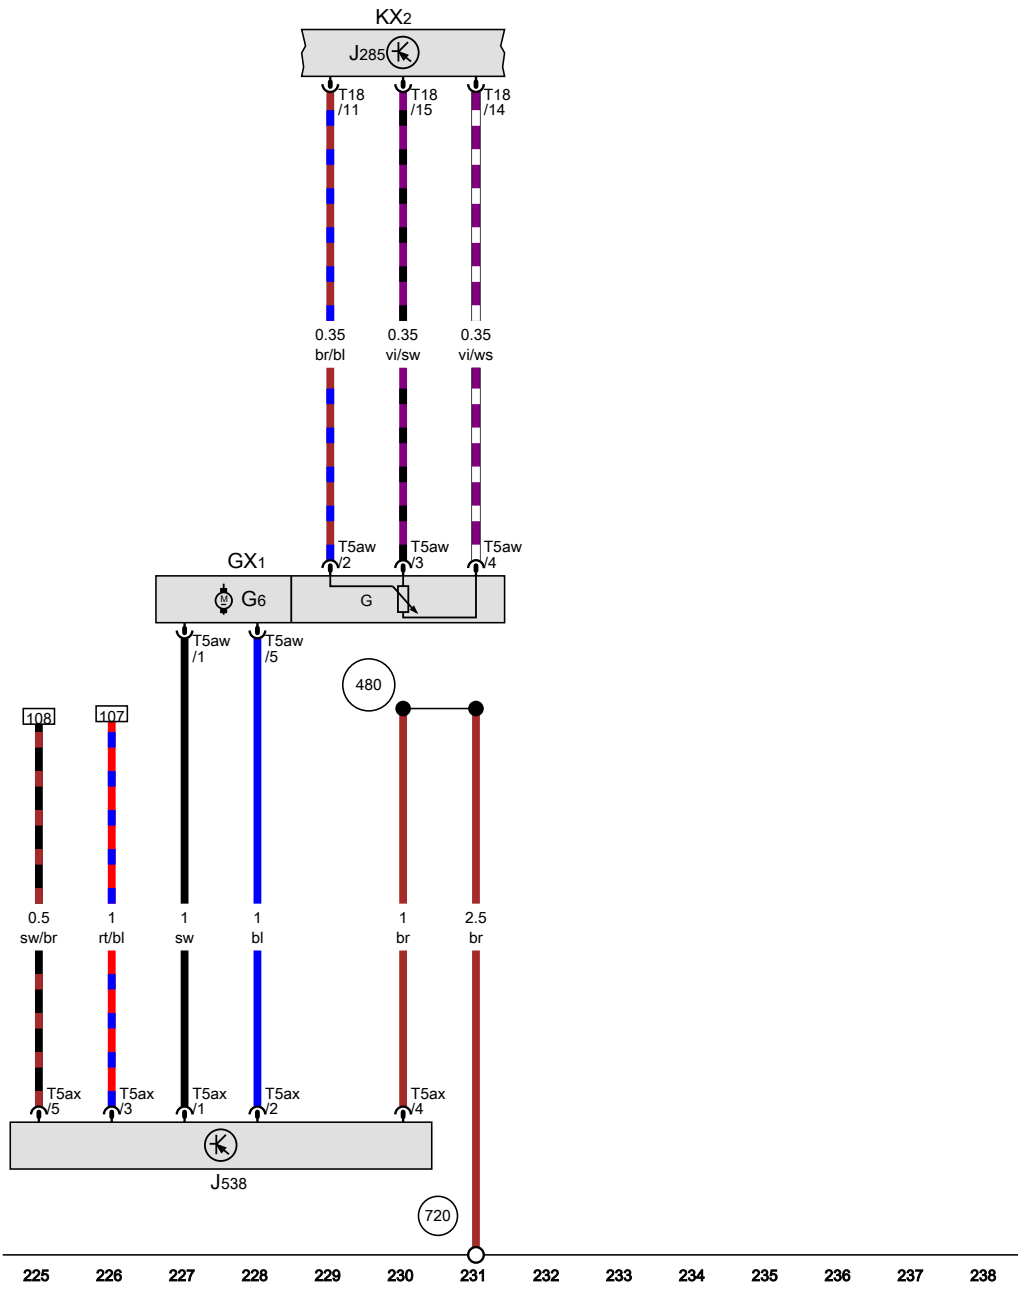 KX2
J285
T18 T18 T18
/11 /15 /14
0.35 0.35 0.35
br/bl vi/sw vi/ws
T5aw T5aw T5aw
/2 /3 /4
GX1
M G6 G
T5aw T5aw
/1 /5
480
108 107
0.5 1 1 1 1 2.5
sw/br rt/bl sw bl br br
T5ax T5ax T5ax T5ax T5ax
/5 /3 /1 /2 /4
J538
720
225 226 227 228 229 230 231 232 233 234 235 236 237 238